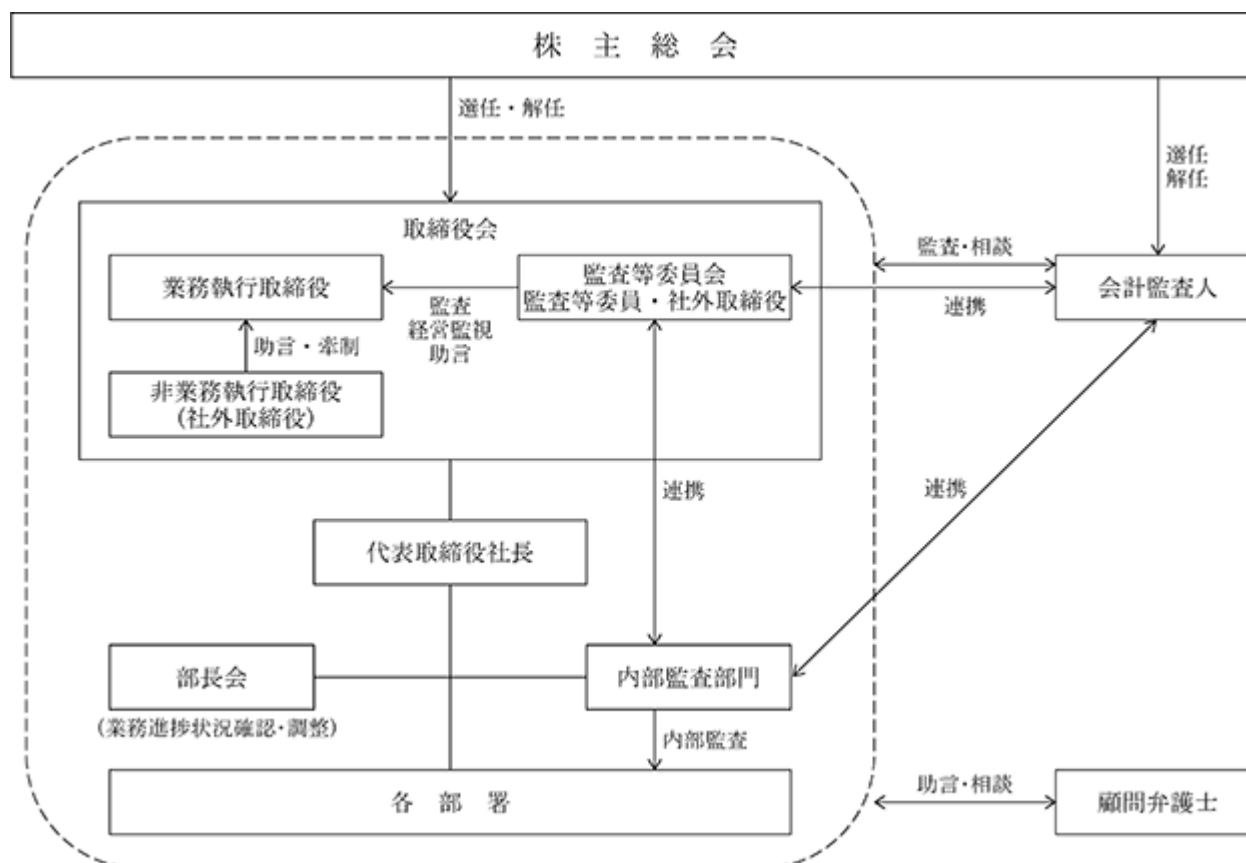 株主総会
選任・解任
選任
解任
取締役会
業務執行取締役
監査等委員会
監査等委員・社外取締役
監査・相談
会計監査人
監査
経営監視
助言
連携
助言・牽制
非業務執行取締役
(社外取締役)
連携
連携
代表取締役社長
部長会
内部監査部門
(業務進捗状況確認・調整)
内部監査
各部署
助言・相談
顧問弁護士